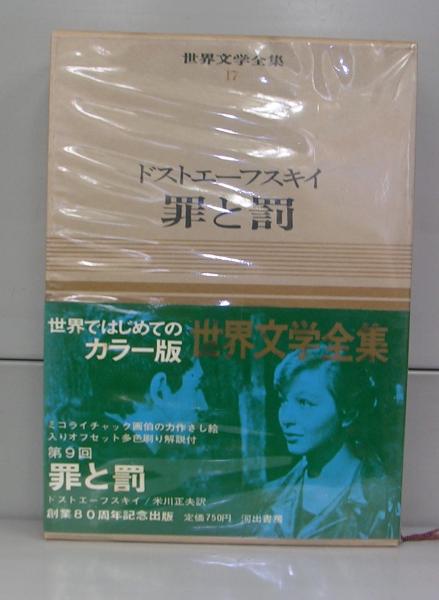 世界文学全集
17
ドストエーフスキイ
罪と罰
世界ではじめての
カラー版 世界文学全集
ミコライチャック画伯の力作さし絵
入りオフセット多色刷り解説付
第9回
罪と罰
ドストエーフスキイ/米川正夫訳
創業80周年記念出版 定価750円 河出書房